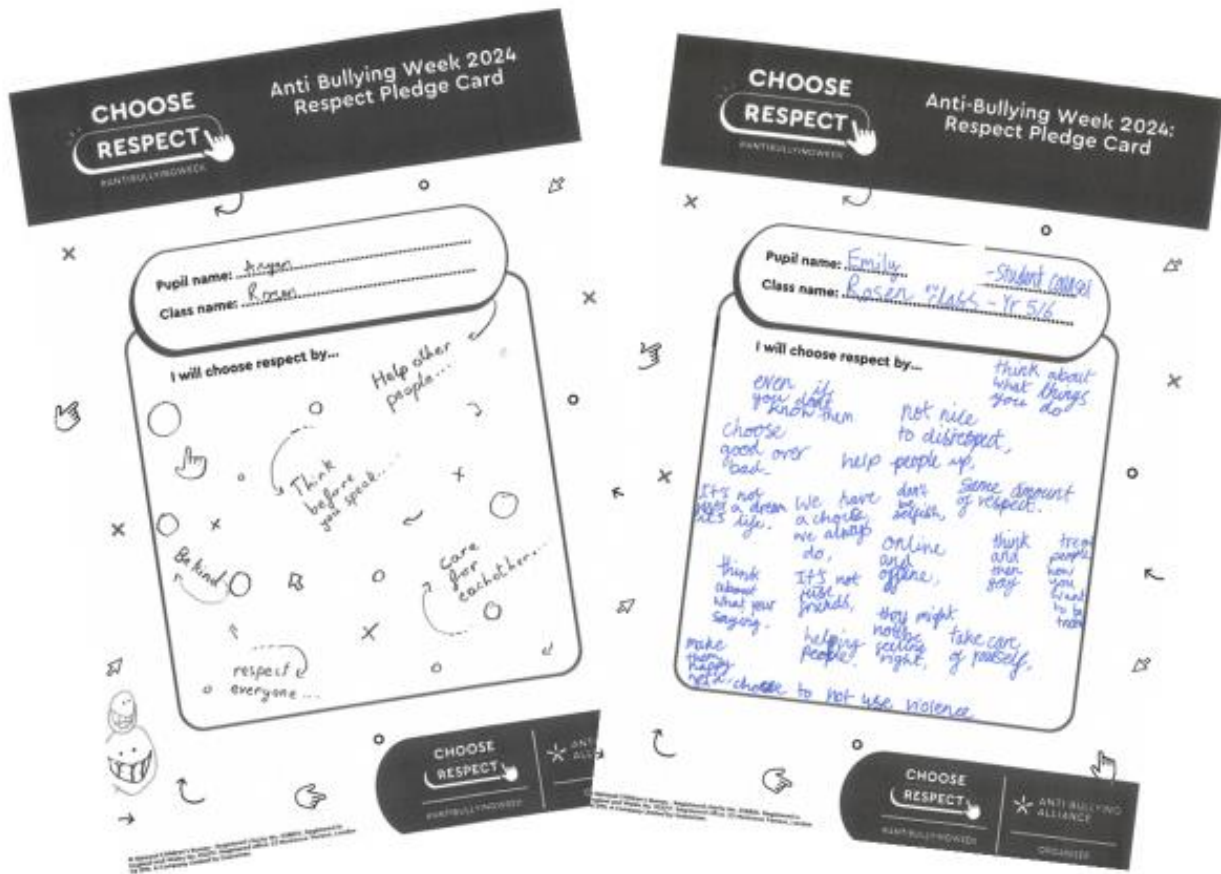 CHOOSE
RESPECT
#ANTIBULLYINGWEEK
Anti Bullying Week 2024
Respect Pledge Card
Pupil name: Aryan
Class name: Rosen
I will choose respect by...
Help other
people...
Think
before
you speak....
Be kind
care
for
eachother...
respect
everyone...
CHOOSE
RESPECT
#ANTIBULLYINGWEEK
CHOOSE
RESPECT
#ANTIBULLYINGWEEK
Anti-Bullying Week 2024:
Respect Pledge Card
Pupil name: Emily
-Student
Class name: Rosen class - Yr 5/6
I will choose respect by...
think about
what things
you do
even if
you don't
know them
not nice
to disrespect,
choose
good over
bad.
help people up,
It's not
a dream
it's life.
We have
a choice,
we always
do,
don't
be
selfish,
Same amount
of respect.
online
and
offline,
think
and
then
say
treat
people
how
you
want
to be
think
about
what your
saying.
It's not
just
friends,
they might
not be
feeling
right,
helping
people.
take care
of yourself,
make
them
happy
choose to not use violence
CHOOSE
RESPECT
#ANTIBULLYINGWEEK
ANTI-BULLYING
ALLIANCE
ORGANISER